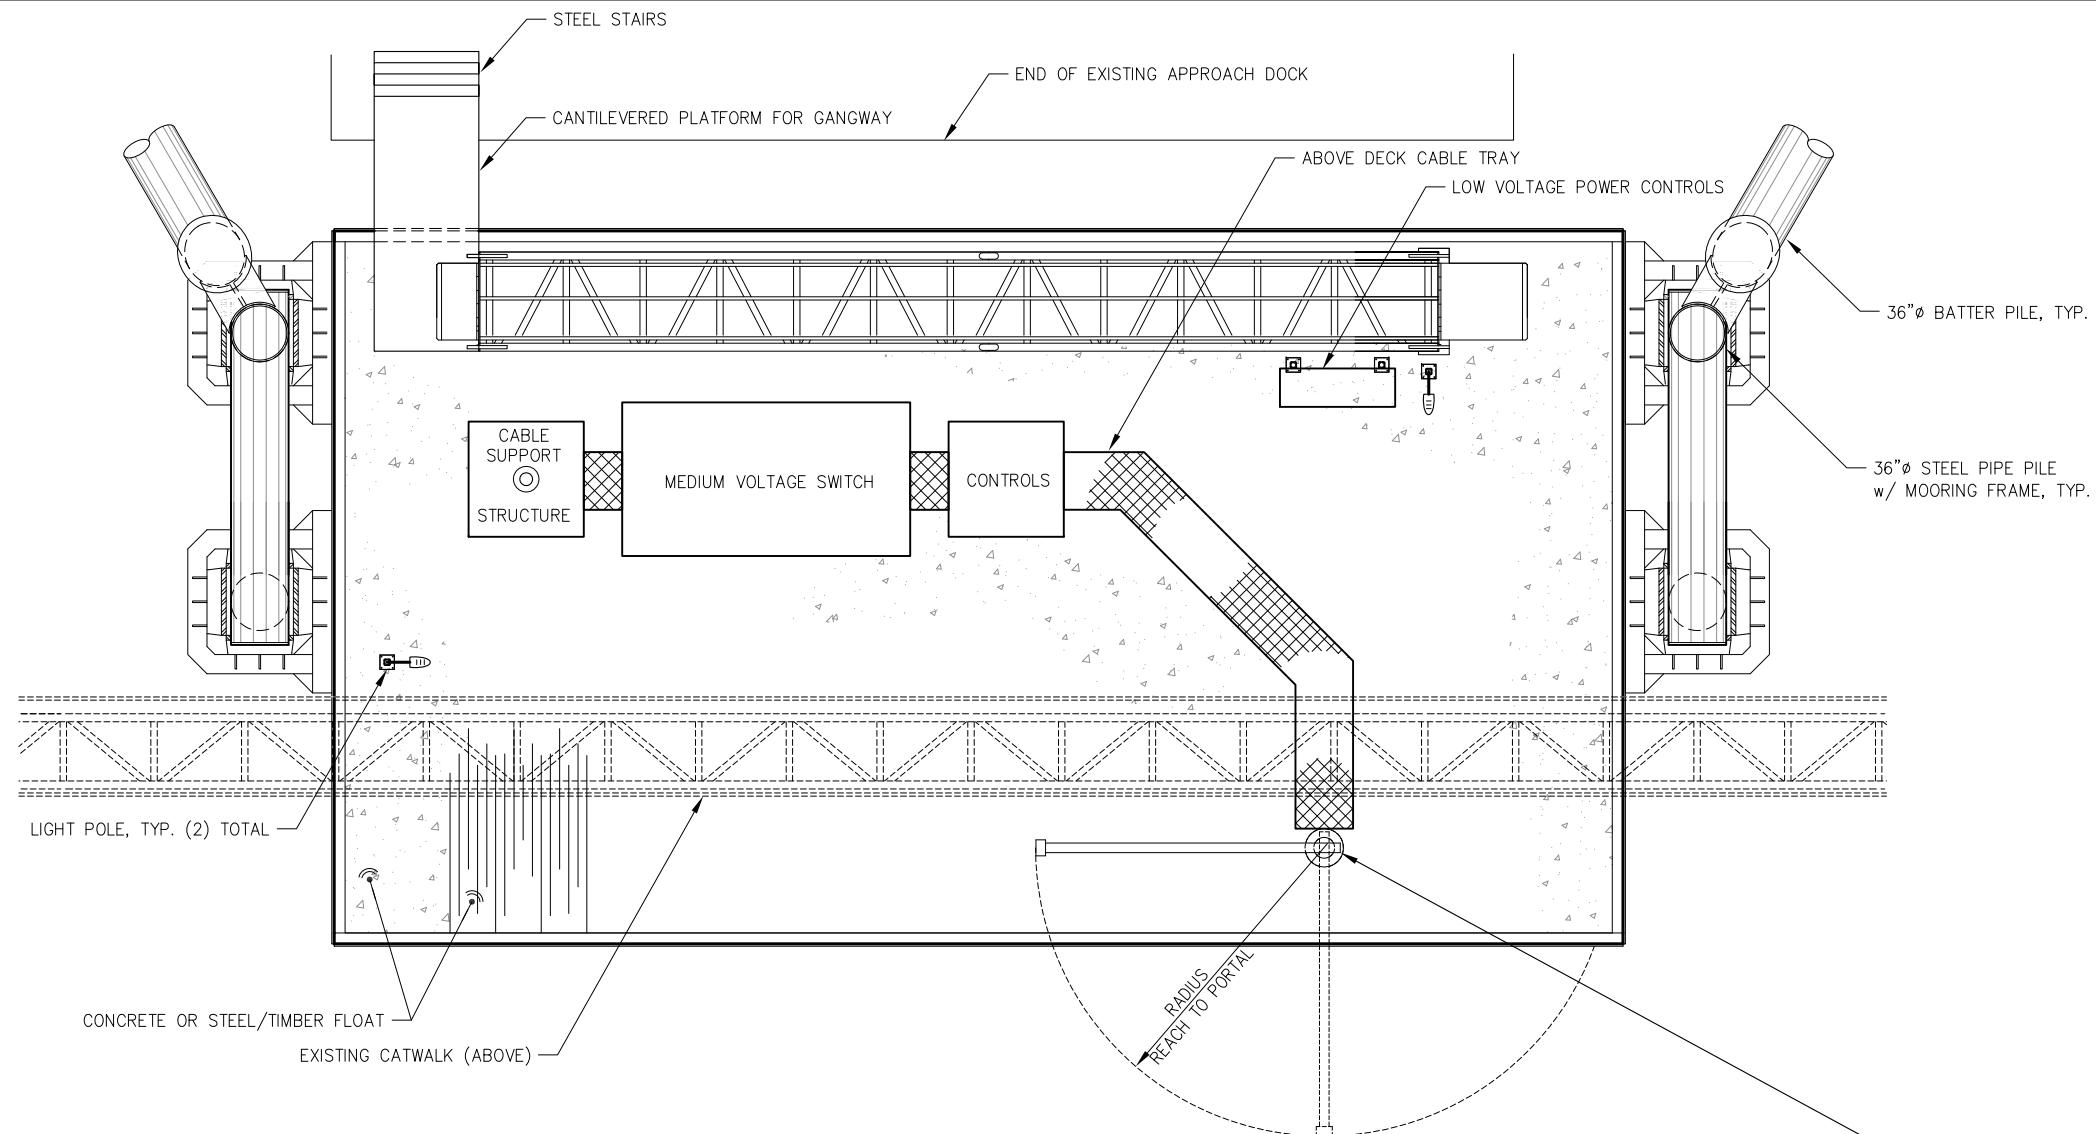 STEEL STAIRS
END OF EXISTING APPROACH DOCK
CANTILEVERED PLATFORM FOR GANGWAY
ABOVE DECK CABLE TRAY
LOW VOLTAGE POWER CONTROLS
36"Ø BATTER PILE, TYP.
CABLE
SUPPORT
STRUCTURE
MEDIUM VOLTAGE SWITCH
CONTROLS
36"Ø STEEL PIPE PILE
w/ MOORING FRAME, TYP.
LIGHT POLE, TYP. (2) TOTAL
RADIUS
REACH TO PORTAL
CONCRETE OR STEEL/TIMBER FLOAT
EXISTING CATWALK (ABOVE)